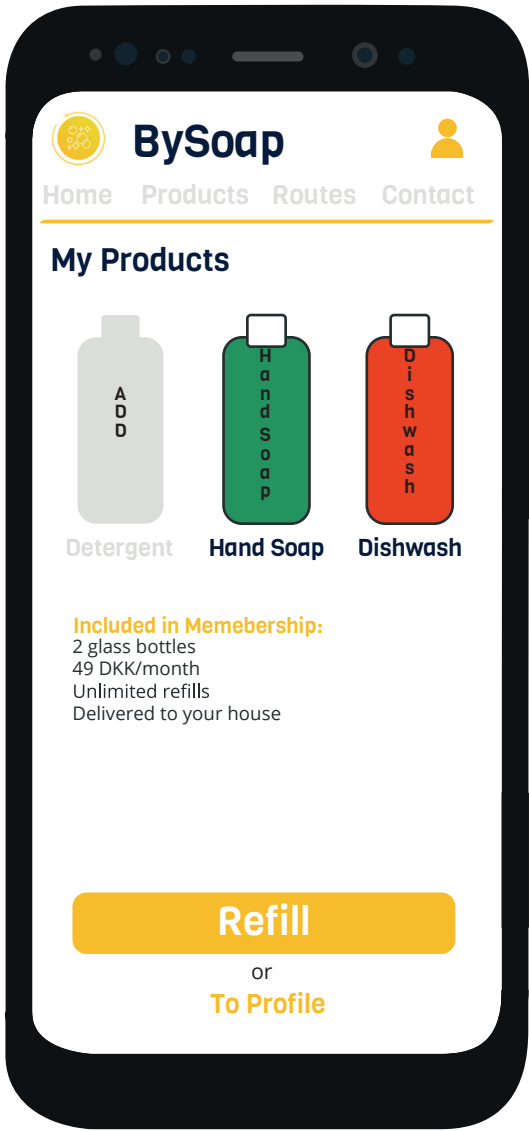 BySoap
Home Products Routes Contact
My Products
ADD
Hand Soap
Dishwash
Detergent Hand Soap Dishwash
Included in Memebership:
2 glass bottles
49 DKK/month
Unlimited refills
Delivered to your house
Refill
or
To Profile